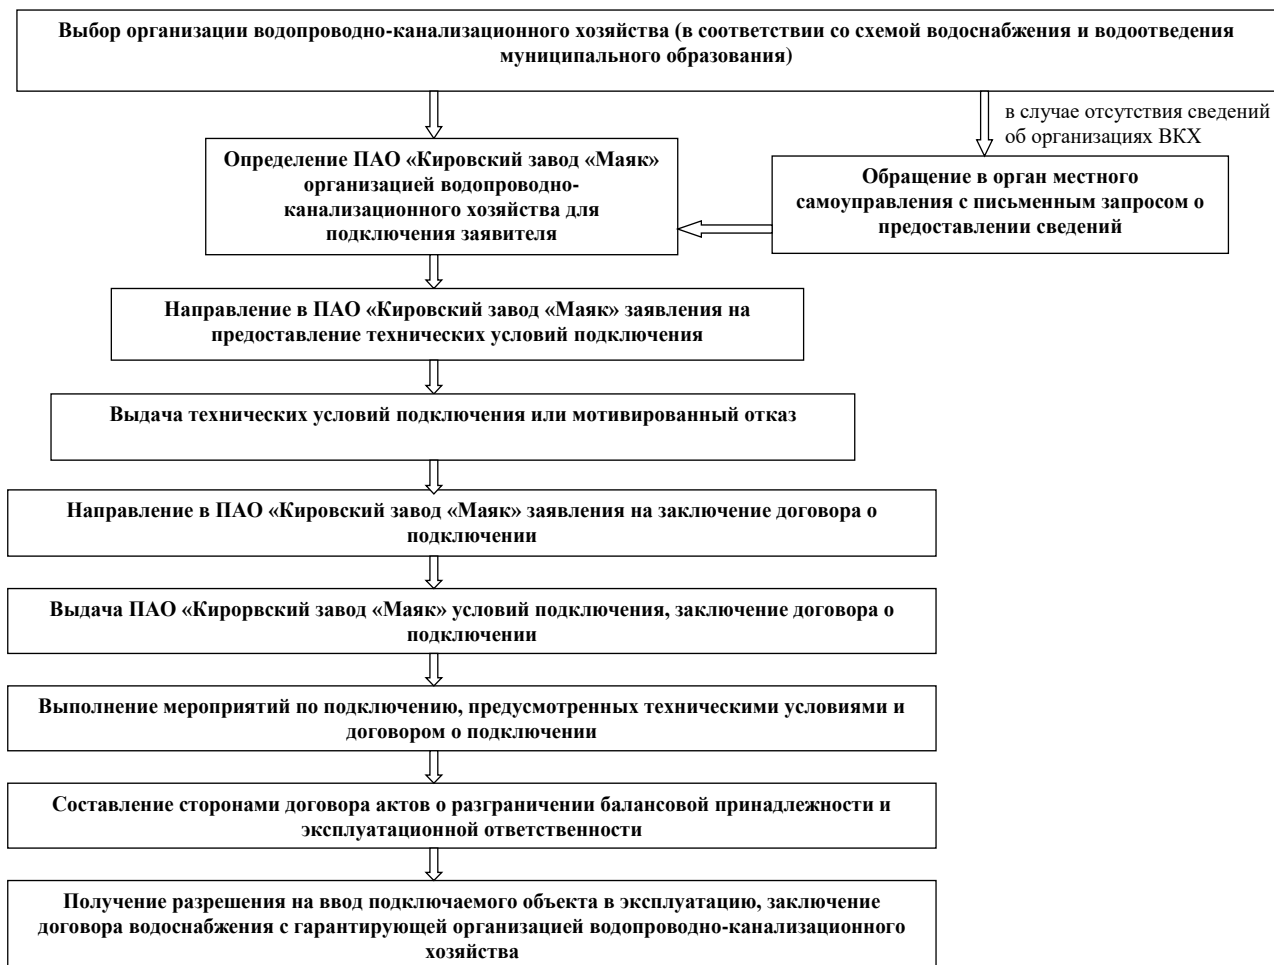 Выбор организации водопроводно-канализационного хозяйства (в соответствии со схемой водоснабжения и водоотведения
муниципального образования)
в случае отсутствия сведений
об организациях ВКХ
Определение ПАО «Кировский завод «Маяк»
организацией водопроводно-
канализационного хозяйства для
подключения заявителя
Обращение в орган местного
самоуправления с письменным запросом о
предоставлении сведений
Направление в ПАО «Кировский завод «Маяк» заявления на
предоставление технических условий подключения
Выдача технических условий подключения или мотивированный отказ
Направление в ПАО «Кировский завод «Маяк» заявления на заключение договора о
подключении
Выдача ПАО «Кирорвский завод «Маяк» условий подключения, заключение договора о
подключении
Выполнение мероприятий по подключению, предусмотренных техническими условиями и
договором о подключении
Составление сторонами договора актов о разграничении балансовой принадлежности и
эксплуатационной ответственности
Получение разрешения на ввод подключаемого объекта в эксплуатацию, заключение
договора водоснабжения с гарантирующей организацией водопроводно-канализационного
хозяйства